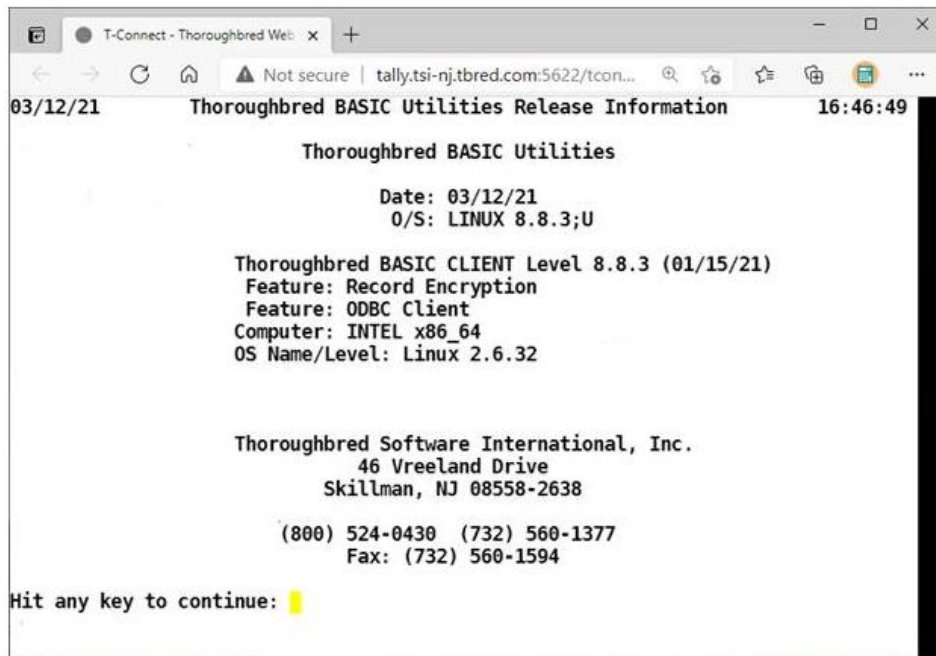 T-Connect - Thoroughbred Web
Not secure | tally.tsi-nj.tbred.com:5622/tcon...
03/12/21 Thoroughbred BASIC Utilities Release Information 16:46:49
Thoroughbred BASIC Utilities
Date: 03/12/21
O/S: LINUX 8.8.3;U
Thoroughbred BASIC CLIENT Level 8.8.3 (01/15/21)
Feature: Record Encryption
Feature: ODBC Client
Computer: INTEL x86_64
OS Name/Level: Linux 2.6.32
Thoroughbred Software International, Inc.
46 Vreeland Drive
Skillman, NJ 08558-2638
(800) 524-0430 (732) 560-1377
Fax: (732) 560-1594
Hit any key to continue: